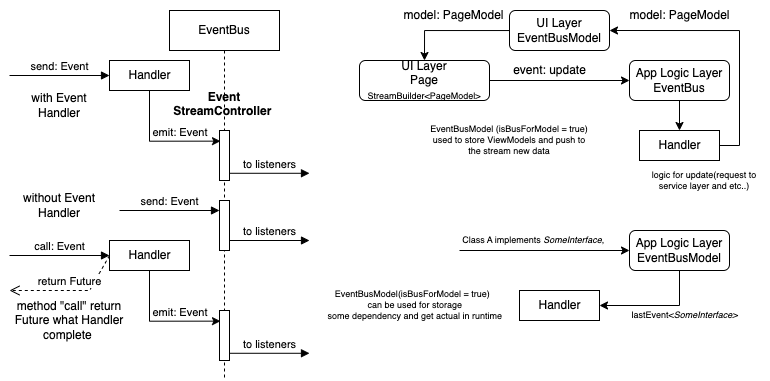 EventBus
send: Event
Handler
with Event
Handler
Event
StreamController
emit: Event
to listeners
without Event
Handler
send: Event
to listeners
call: Event
Handler
return Future
method "call" return
Future what Handler
complete
emit: Event
to listeners
model: PageModel
UI Layer
EventBusModel
model: PageModel
UI Layer
Page
StreamBuilder<PageModel>
event: update
App Logic Layer
EventBus
EventBusModel (isBusForModel = true)
used to store ViewModels and push to
the stream new data
Handler
logic for update(request to
service layer and etc..)
Class A implements SomeInterface,
App Logic Layer
EventBusModel
EventBusModel(isBusForModel = true)
can be used for storage
some dependency and get actual in runtime
Handler
lastEvent<SomeInterface>